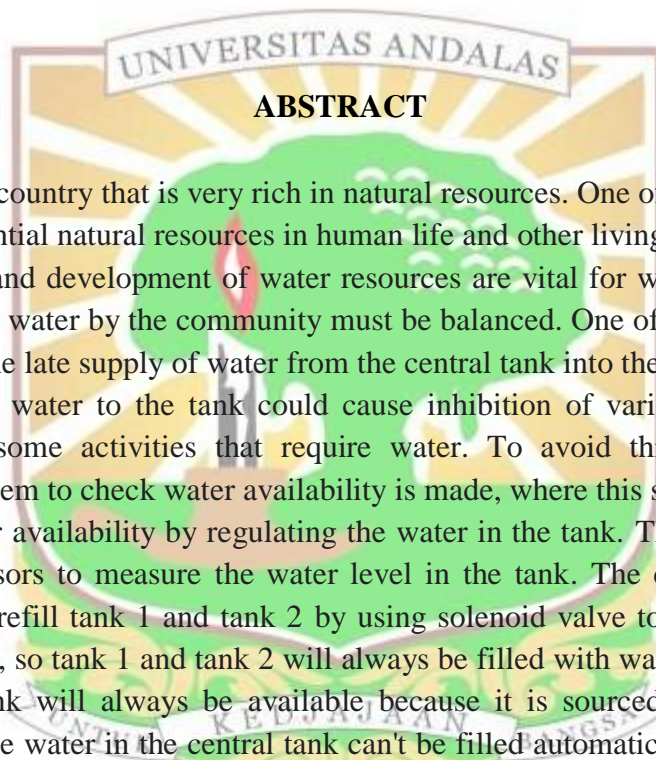 UNIVERSITAS ANDALAS
ABSTRACT
country that is very rich in natural resources. One o
ntial natural resources in human life and other living
and development of water resources are vital for w
water by the community must be balanced. One of
e late supply of water from the central tank into the
water to the tank could cause inhibition of vari
some activities that require water. To avoid th
em to check water availability is made, where this s
r availability by regulating the water in the tank. T
sors to measure the water level in the tank. The
refill tank 1 and tank 2 by using solenoid valve to
, so tank 1 and tank 2 will always be filled with wa
nk will always be available because it is sourced
e water in the central tank can't be filled automatic
UNTU KEDJAJAAN BANGSA